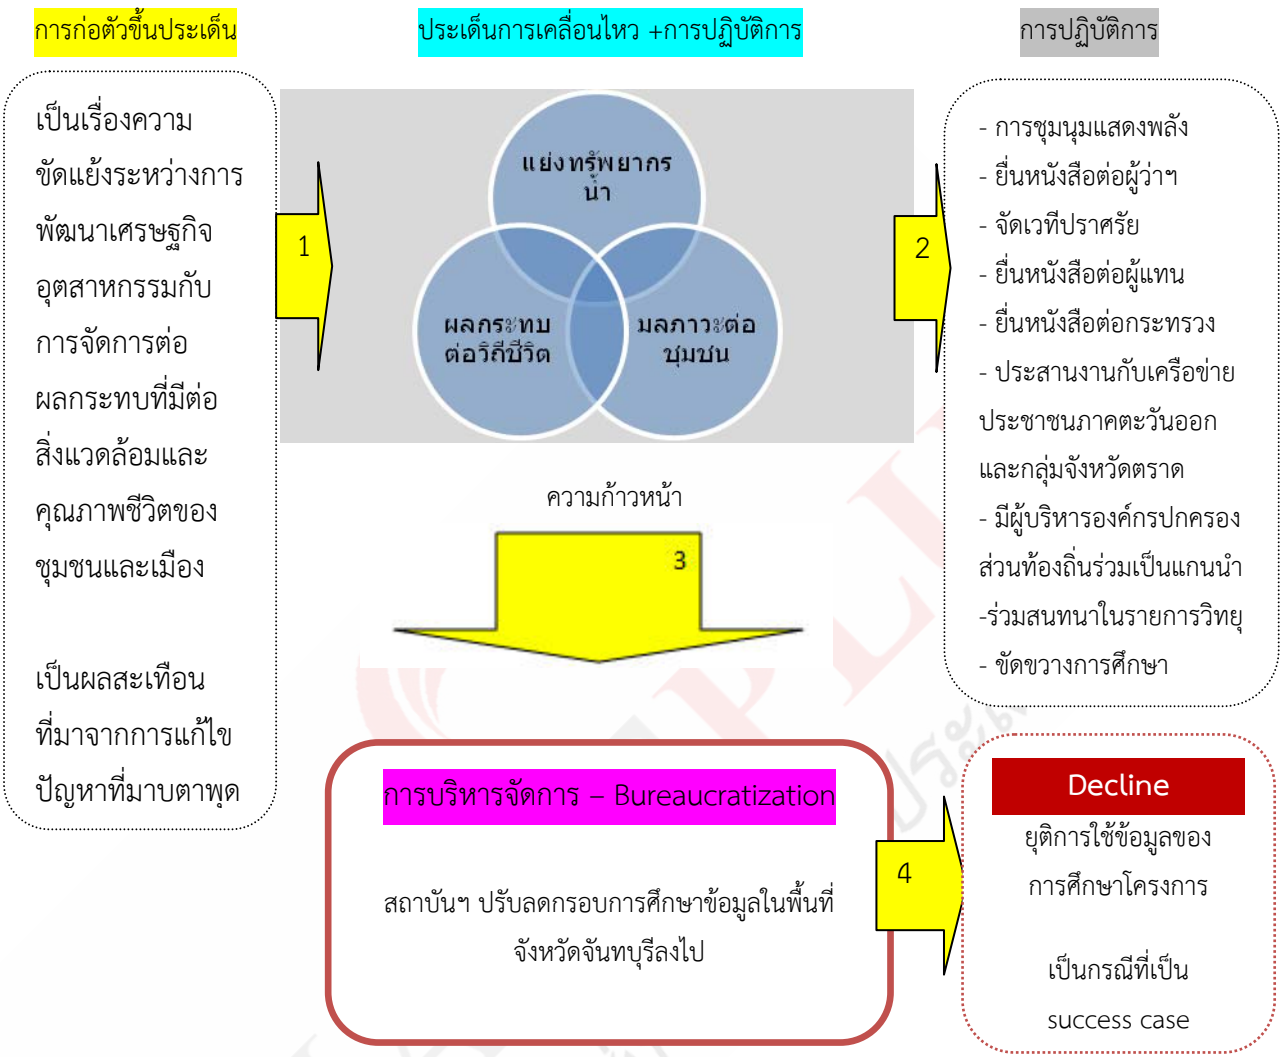 การก่อตัวขึ้นประเด็น
เป็นเรื่องความ
ขัดแย้งระหว่างการ
พัฒนาเศรษฐกิจ
อุตสาหกรรมกับ
การจัดการต่อ
ผลกระทบที่มีต่อ
สิ่งแวดล้อมและ
คุณภาพชีวิตของ
ชุมชนและเมือง
เป็นผลสะเทือน
ที่มาจากการแก้ไข
ปัญหาที่มาบตาพุด
1
ประเด็นการเคลื่อนไหว +การปฏิบัติการ
แย่งทรัพยากร
น้ำ
ผลกระทบ
ต่อวิถีชีวิต
มลภาวะต่อ
ชุมชน
2
การปฏิบัติการ
- การชุมนุมแสดงพลัง
- ยื่นหนังสือต่อผู้ว่าฯ
- จัดเวทีปราศรัย
- ยื่นหนังสือต่อผู้แทน
- ยื่นหนังสือต่อกระทรวง
- ประสานงานกับเครือข่าย
ประชาชนภาคตะวันออก
และกลุ่มจังหวัดตราด
- มีผู้บริหารองค์กรปกครอง
ส่วนท้องถิ่นร่วมเป็นแกนนำ
-ร่วมสนทนาในรายการวิทยุ
- ขัดขวางการศึกษา
ความก้าวหน้า
3
การบริหารจัดการ – Bureaucratization
สถาบันฯ ปรับลดกรอบการศึกษาข้อมูลในพื้นที่
จังหวัดจันทบุรีลงไป
4
Decline
ยุติการใช้ข้อมูลของ
การศึกษาโครงการ
เป็นกรณีที่เป็น
success case